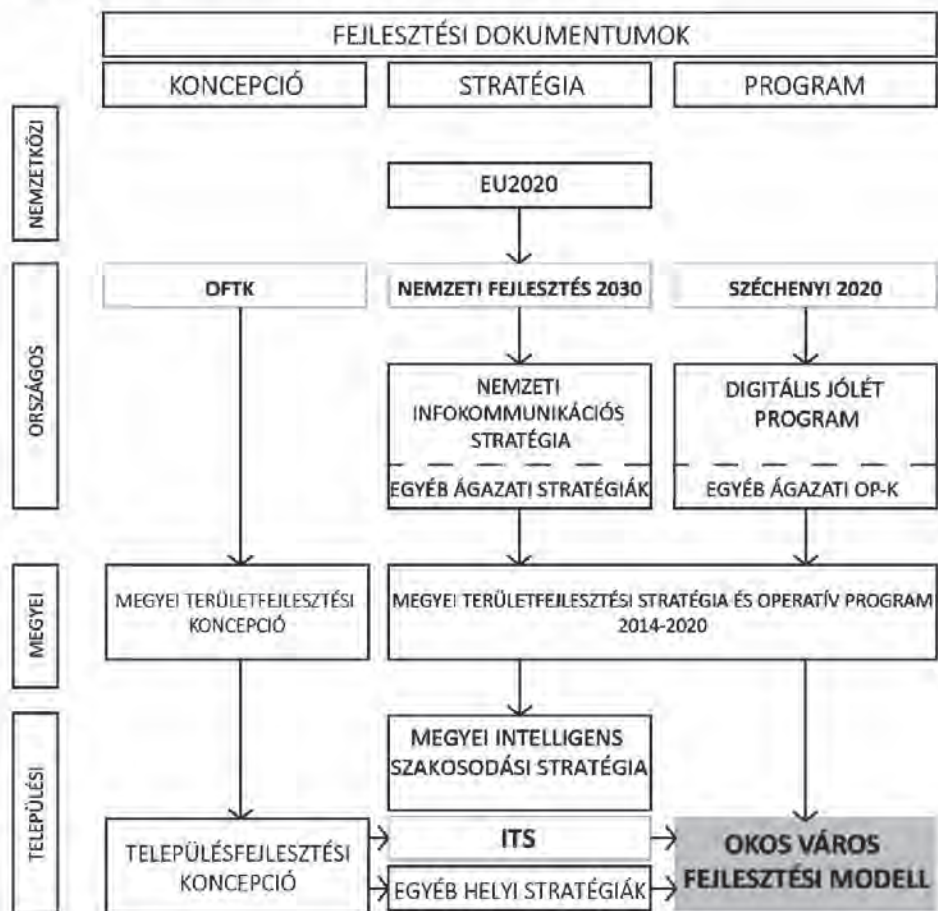 FEJLESZTÉSI DOKUMENTUMOK
KONCEPCIÓ
STRATÉGIA
PROGRAM
NEMZETKÖZI
EU2020
ORSZÁGOS
OFTK
NEMZETI FEJLESZTÉS 2030
SZÉCHENYI 2020
NEMZETI
INFOKOMMUNIKÁCIÓS
STRATÉGIA
DIGITÁLIS JÓLÉT
PROGRAM
EGYÉB ÁGAZATI STRATÉGIÁK
EGYÉB ÁGAZATI OP-K
MEGYEI
MEGYEI TERÜLETFEJLESZTÉSI
KONCEPCIÓ
MEGYEI TERÜLETFEJLESZTÉSI STRATÉGIA ÉS OPERATÍV PROGRAM
2014-2020
TELEPÜLÉSI
MEGYEI INTELLIGENS
SZAKOSODÁSI STRATÉGIA
TELEPÜLÉSFEJLESZTÉSI
KONCEPCIÓ
ITS
EGYÉB HELYI STRATÉGIÁK
OKOS VÁROS
FEJLESZTÉSI MODELL